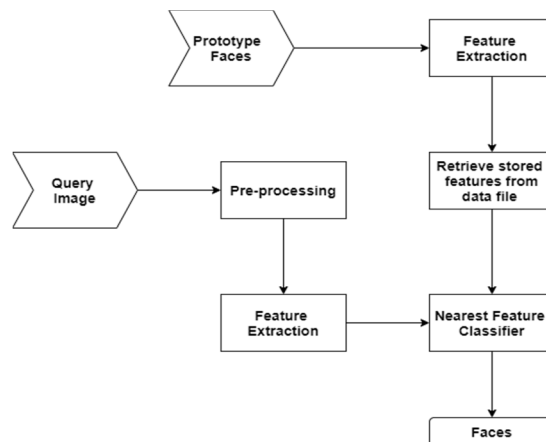 Prototype
Faces
Feature
Extraction
Query
Image
Pre-processing
Retrieve stored
features from
data file
Feature
Extraction
Nearest Feature
Classifier
Faces